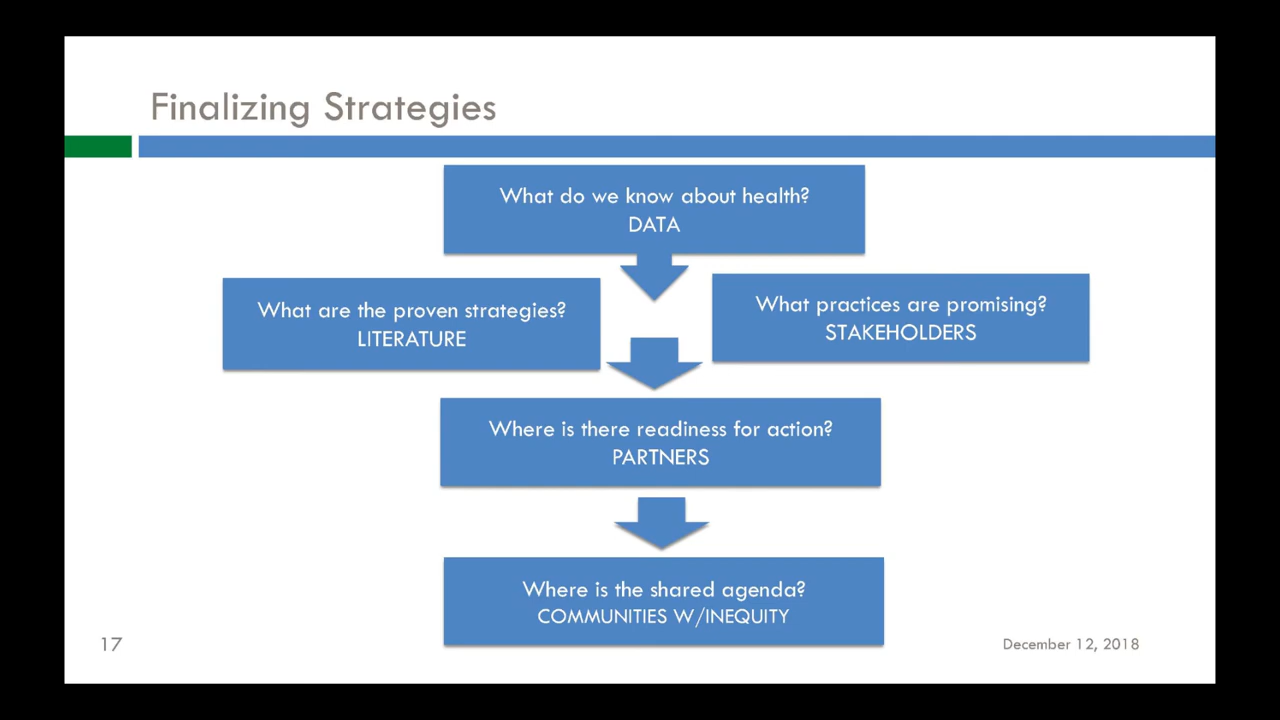 Finalizing Strategies
What do we know about health?
DATA
What are the proven strategies?
LITERATURE
What practices are promising?
STAKEHOLDERS
Where is there readiness for action?
PARTNERS
Where is the shared agenda?
COMMUNITIES W/INEQUITY
17
December 12, 2018